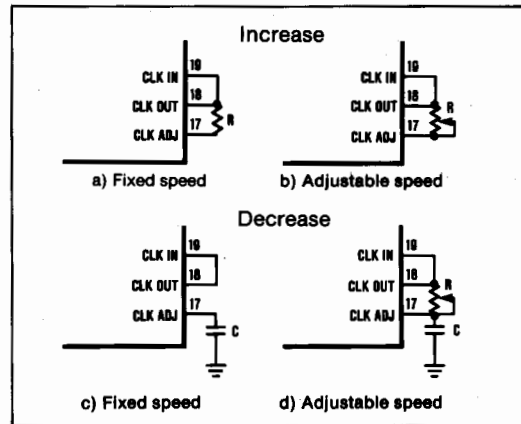 Increase
19
CLK IN
18
CLK OUT
R
17
CLK ADJ
a) Fixed speed
19
CLK IN
18
CLK OUT
R
17
CLK ADJ
b) Adjustable speed
Decrease
19
CLK IN
18
CLK OUT
17
CLK ADJ
C
c) Fixed speed
19
CLK IN
18
CLK OUT
R
17
CLK ADJ
C
d) Adjustable speed